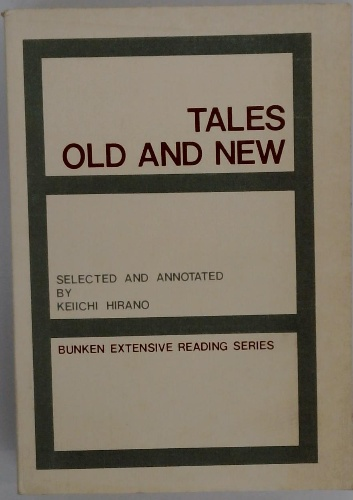 TALES
OLD AND NEW
SELECTED AND ANNOTATED
BY
KEIICHI HIRANO
BUNKEN EXTENSIVE READING SERIES